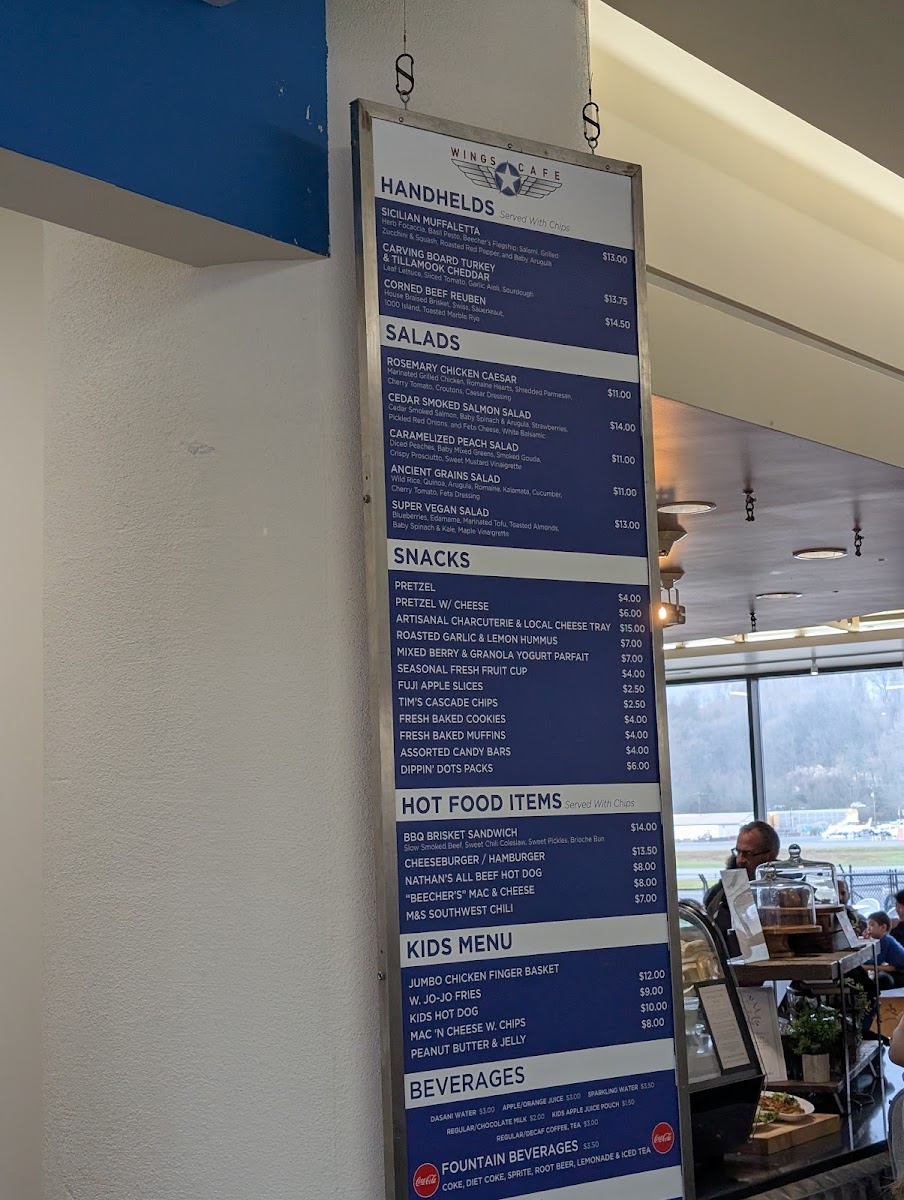 WINGS CAFE
HANDHELDS Served With Chips
SICILIAN MUFFALETTA
Herb Focaccia, Basil Pesto, Beecher's Flagship, Salami, Grilled
Zucchini & Squash, Roasted Red Pepper, and Baby Arugula $13.00
CARVING BOARD TURKEY
& TILLAMOOK CHEDDAR
Leaf Lettuce, Sliced Tomato, Garlic Aioli, Sourdough $13.75
CORNED BEEF REUBEN
House Braised Brisket, Swiss, Sauerkraut,
1000 Island, Toasted Marble Rye $14.50
SALADS
ROSEMARY CHICKEN CAESAR
Marinated Grilled Chicken, Romaine Hearts, Shredded Parmesan,
Cherry Tomato, Croutons, Caesar Dressing $11.00
CEDAR SMOKED SALMON SALAD
Cedar Smoked Salmon, Baby Spinach & Arugula, Strawberries,
Pickled Red Onions, and Feta Cheese, White Balsamic $14.00
CARAMELIZED PEACH SALAD
Diced Peaches, Baby Mixed Greens, Smoked Gouda,
Crispy Prosciutto, Sweet Mustard Vinaigrette $11.00
ANCIENT GRAINS SALAD
Wild Rice, Quinoa, Arugula, Romaine, Kalamata, Cucumber,
Cherry Tomato, Feta Dressing $11.00
SUPER VEGAN SALAD
Blueberries, Edamame, Marinated Tofu, Toasted Almonds,
Baby Spinach & Kale, Maple Vinaigrette $13.00
SNACKS
PRETZEL $4.00
PRETZEL W/ CHEESE $6.00
ARTISANAL CHARCUTERIE & LOCAL CHEESE TRAY $15.00
ROASTED GARLIC & LEMON HUMMUS $7.00
MIXED BERRY & GRANOLA YOGURT PARFAIT $7.00
SEASONAL FRESH FRUIT CUP $4.00
FUJI APPLE SLICES $2.50
TIM'S CASCADE CHIPS $2.50
FRESH BAKED COOKIES $4.00
FRESH BAKED MUFFINS $4.00
ASSORTED CANDY BARS $4.00
DIPPIN' DOTS PACKS $6.00
HOT FOOD ITEMS Served With Chips
BBQ BRISKET SANDWICH $14.00
Slow Smoked Beef, Sweet Chili Coleslaw, Sweet Pickles, Brioche Bun
CHEESEBURGER / HAMBURGER $13.50
NATHAN'S ALL BEEF HOT DOG $8.00
"BEECHER'S" MAC & CHEESE $8.00
M&S SOUTHWEST CHILI $7.00
KIDS MENU
JUMBO CHICKEN FINGER BASKET $12.00
W. JO-JO FRIES $9.00
KIDS HOT DOG $10.00
MAC 'N CHEESE W. CHIPS $8.00
PEANUT BUTTER & JELLY
BEVERAGES
DASANI WATER $3.00 APPLE/ORANGE JUICE $3.00 SPARKLING WATER $3.50
REGULAR/CHOCOLATE MILK $2.00 KIDS APPLE JUICE POUCH $1.50
REGULAR/DECAF COFFEE, TEA $3.00
FOUNTAIN BEVERAGES $3.50
COKE, DIET COKE, SPRITE, ROOT BEER, LEMONADE & ICED TEA
Coca-Cola
Coca-Cola